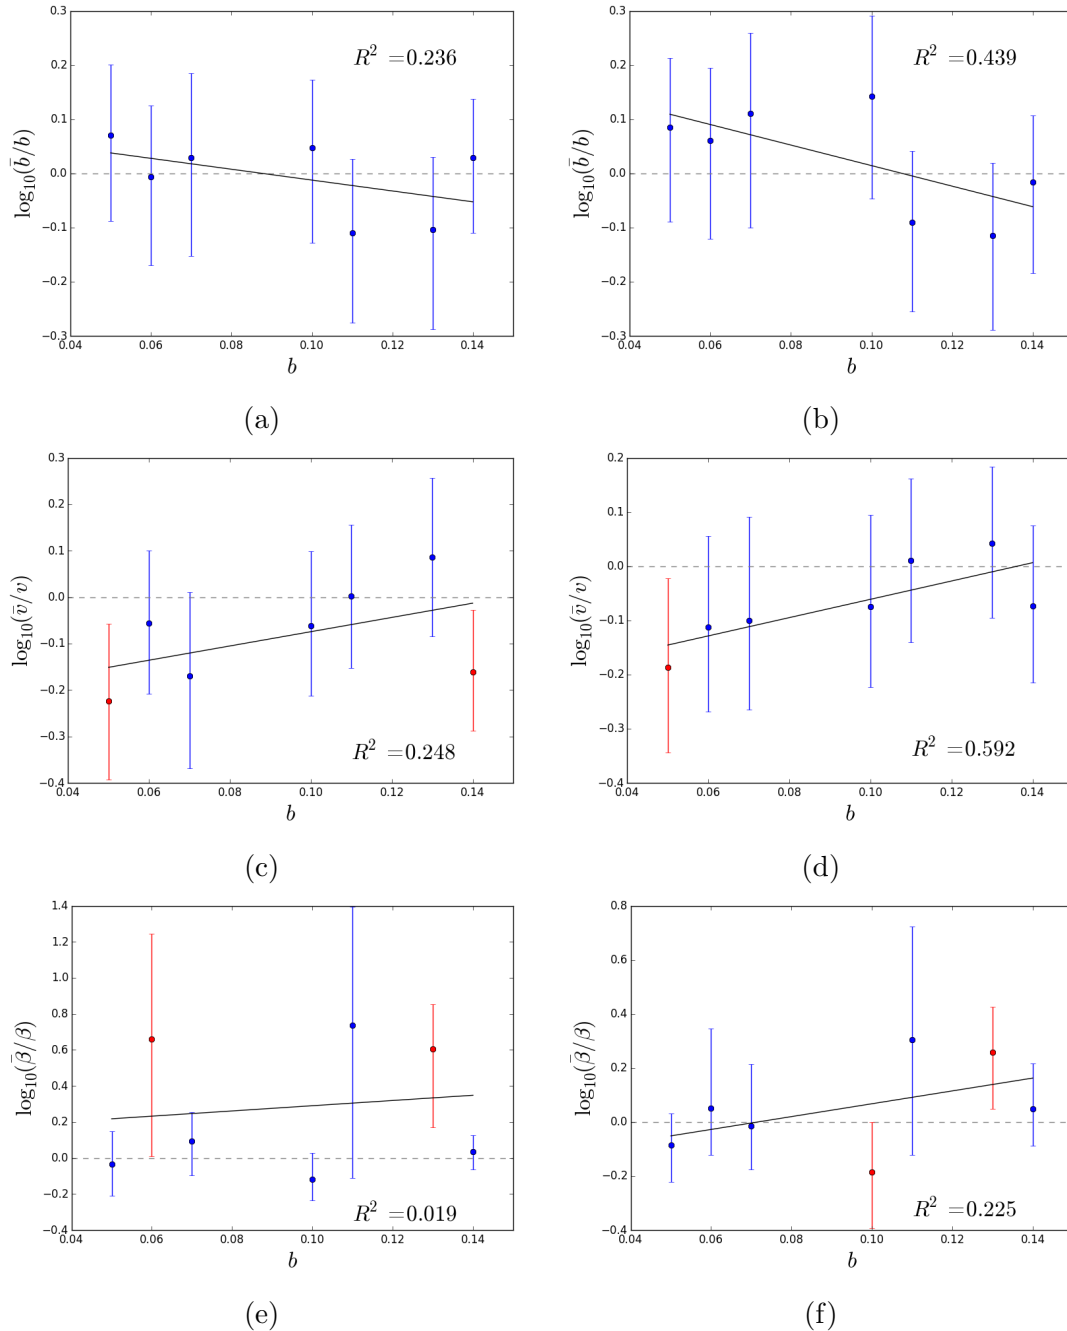 0.3
0.2
0.1
0.0
−0.1
−0.2
−0.3
0.04 0.06 0.08 0.10 0.12 0.14
log₁₀(b̄/b)
b
R² =0.236
(a)
0.3
0.2
0.1
0.0
−0.1
−0.2
−0.3
0.04 0.06 0.08 0.10 0.12 0.14
log₁₀(b̄/b)
b
R² =0.439
(b)
0.3
0.2
0.1
0.0
−0.1
−0.2
−0.3
−0.4
0.04 0.06 0.08 0.10 0.12 0.14
log₁₀(v̄/v)
b
R² =0.248
(c)
0.2
0.1
0.0
−0.1
−0.2
−0.3
−0.4
0.04 0.06 0.08 0.10 0.12 0.14
log₁₀(v̄/v)
b
R² =0.592
(d)
1.4
1.2
1.0
0.8
0.6
0.4
0.2
0.0
−0.2
−0.4
0.04 0.06 0.08 0.10 0.12 0.14
log₁₀(β̄/β)
b
R² =0.019
(e)
0.8
0.6
0.4
0.2
0.0
−0.2
−0.4
0.04 0.06 0.08 0.10 0.12 0.14
log₁₀(β̄/β)
b
R² =0.225
(f)